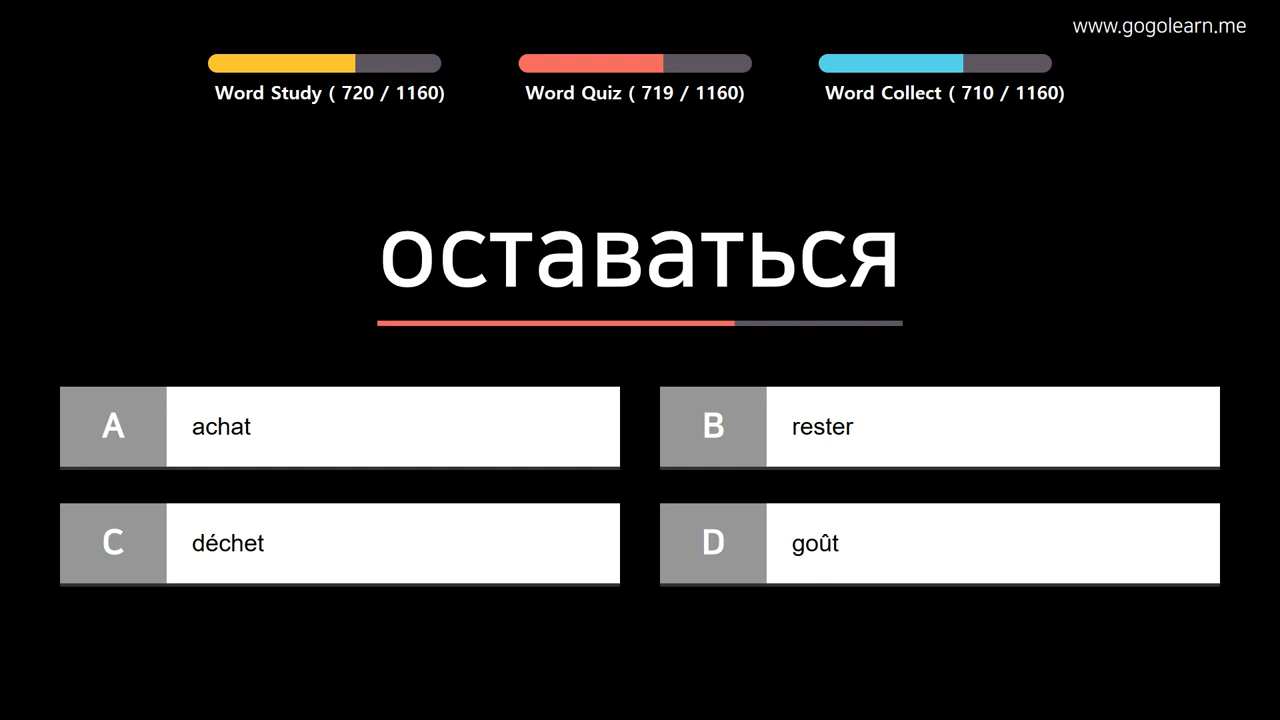 www.gogolearn.me
Word Study ( 720 / 1160)
Word Quiz ( 719 / 1160)
Word Collect ( 710 / 1160)
оставаться
A achat
B rester
C déchet
D goût